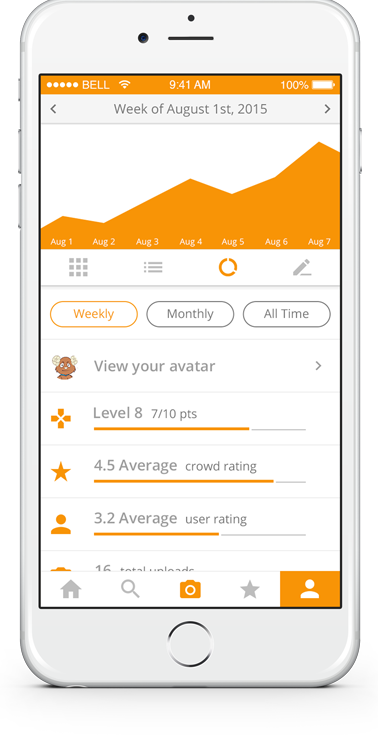 BELL 9:41 AM 100%
Week of August 1st, 2015
Aug 1 Aug 2 Aug 3 Aug 4 Aug 5 Aug 6 Aug 7
Weekly Monthly All Time
View your avatar
Level 8 7/10 pts
4.5 Average crowd rating
3.2 Average user rating
16 total uploads